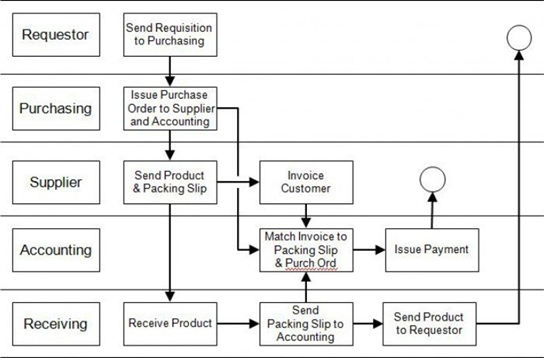 Requestor
Send Requisition
to Purchasing
Purchasing
Issue Purchase
Order to Supplier
and Accounting
Supplier
Send Product
& Packing Slip
Invoice
Customer
Accounting
Match Invoice to
Packing Slip
& Purch Ord
Issue Payment
Receiving
Receive Product
Send
Packing Slip to
Accounting
Send Product
to Requestor